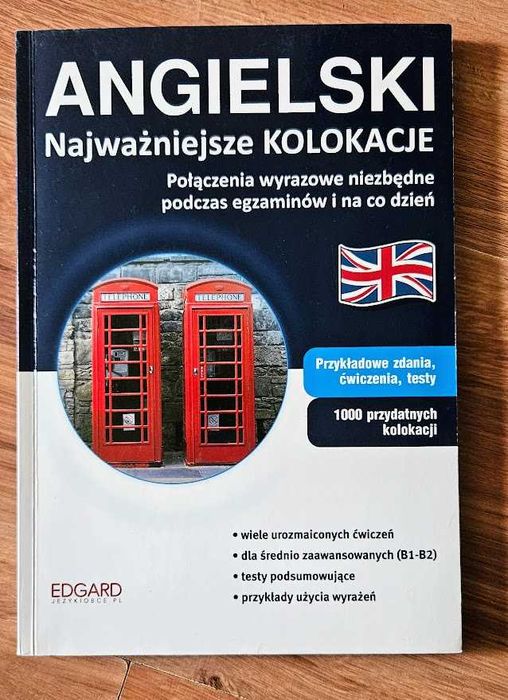 ANGIELSKI
Najważniejsze KOLOKACJE
Połączenia wyrazowe niezbędne
podczas egzaminów i na co dzień
TELEPHONE
TELEPHONE
Przykładowe zdania,
ćwiczenia, testy
1000 przydatnych
kolokacji
• wiele urozmaiconych ćwiczeń
• dla średnio zaawansowanych (B1-B2)
• testy podsumowujące
• przykłady użycia wyrażeń
EDGARD
JEZYKIOBCE.PL